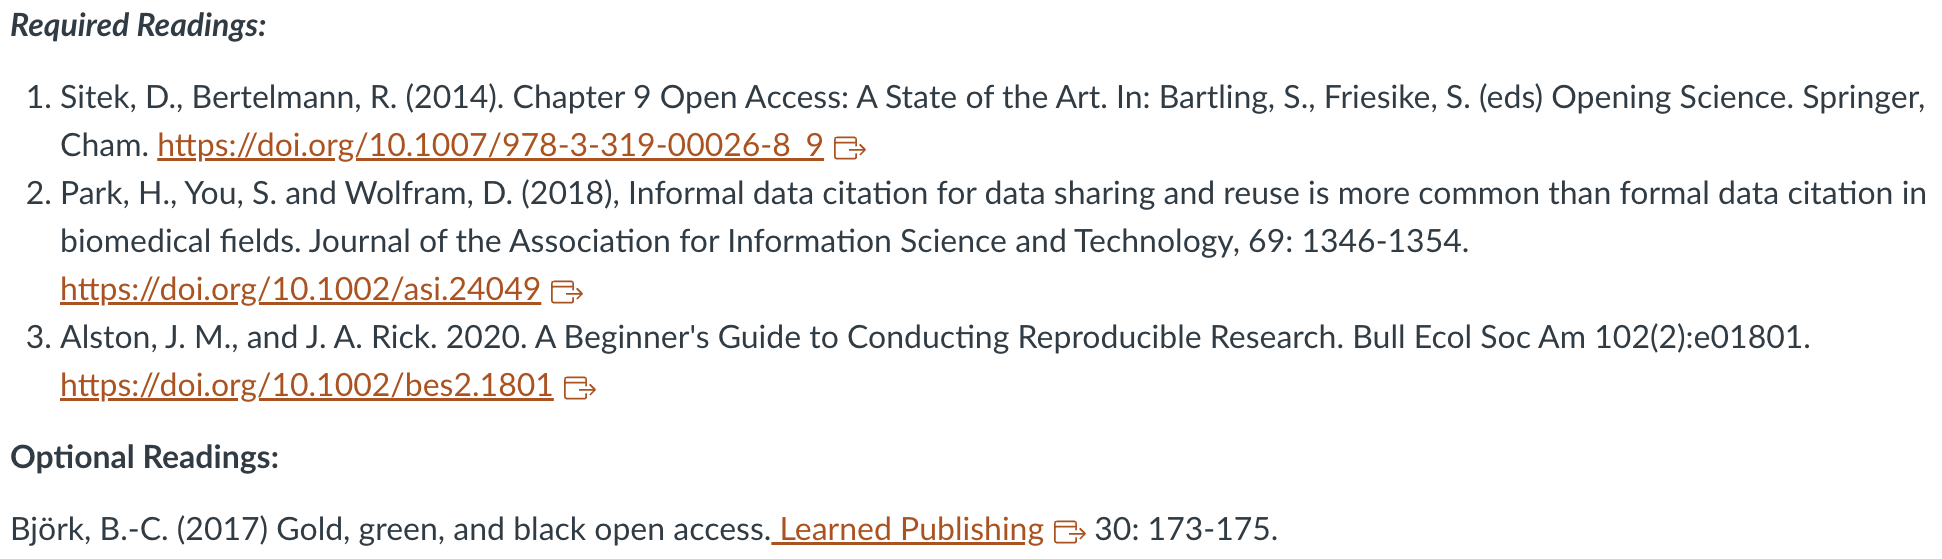 Required Readings:
1. Sitek, D., Bertelmann, R. (2014). Chapter 9 Open Access: A State of the Art. In: Bartling, S., Friesike, S. (eds) Opening Science. Springer,
Cham. https://doi.org/10.1007/978-3-319-00026-8_9
2. Park, H., You, S. and Wolfram, D. (2018), Informal data citation for data sharing and reuse is more common than formal data citation in
biomedical fields. Journal of the Association for Information Science and Technology, 69: 1346-1354.
https://doi.org/10.1002/asi.24049
3. Alston, J. M., and J. A. Rick. 2020. A Beginner's Guide to Conducting Reproducible Research. Bull Ecol Soc Am 102(2):e01801.
https://doi.org/10.1002/bes2.1801
Optional Readings:
Björk, B.-C. (2017) Gold, green, and black open access. Learned Publishing 30: 173-175.